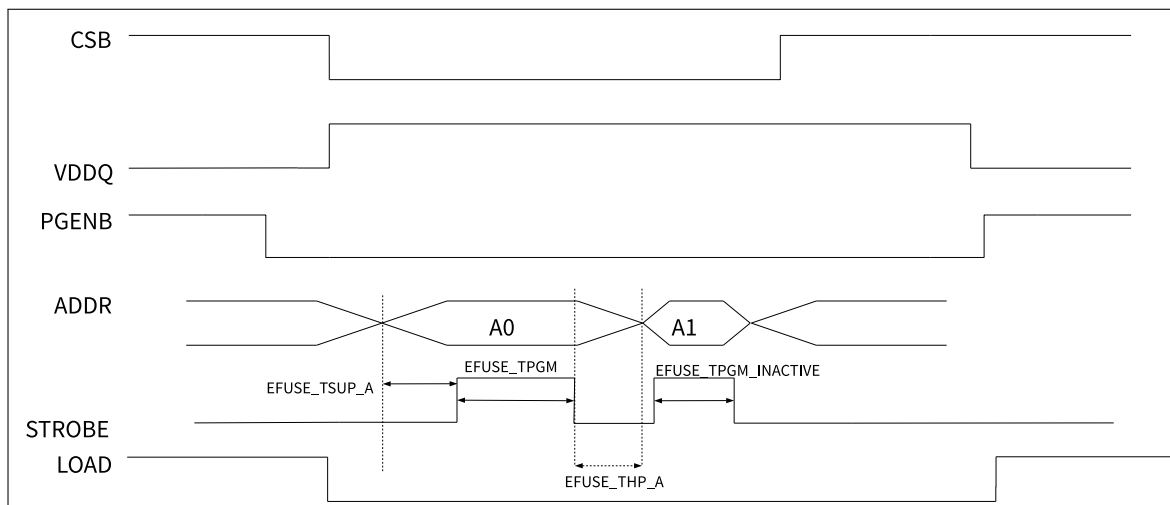 CSB
VDDQ
PGENB
ADDR
A0
A1
EFUSE_TSUP_A
EFUSE_TPGM
EFUSE_TPGM_INACTIVE
STROBE
LOAD
EFUSE_THP_A